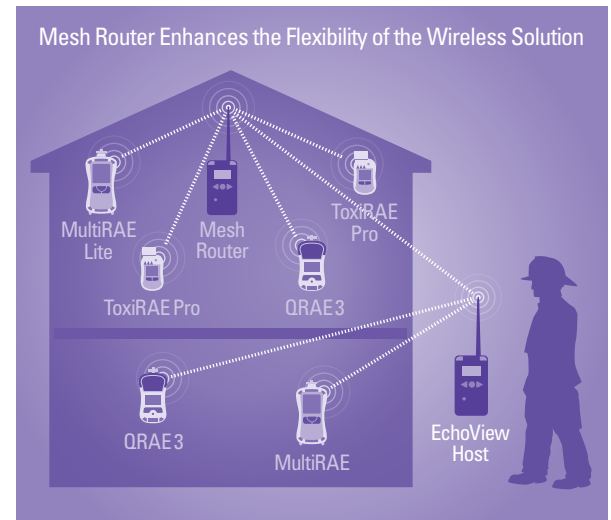 Mesh Router Enhances the Flexibility of the Wireless Solution
MultiRAE
Lite
Mesh
Router
ToxiRAE
Pro
ToxiRAE Pro
QRAE 3
QRAE 3
MultiRAE
EchoView
Host